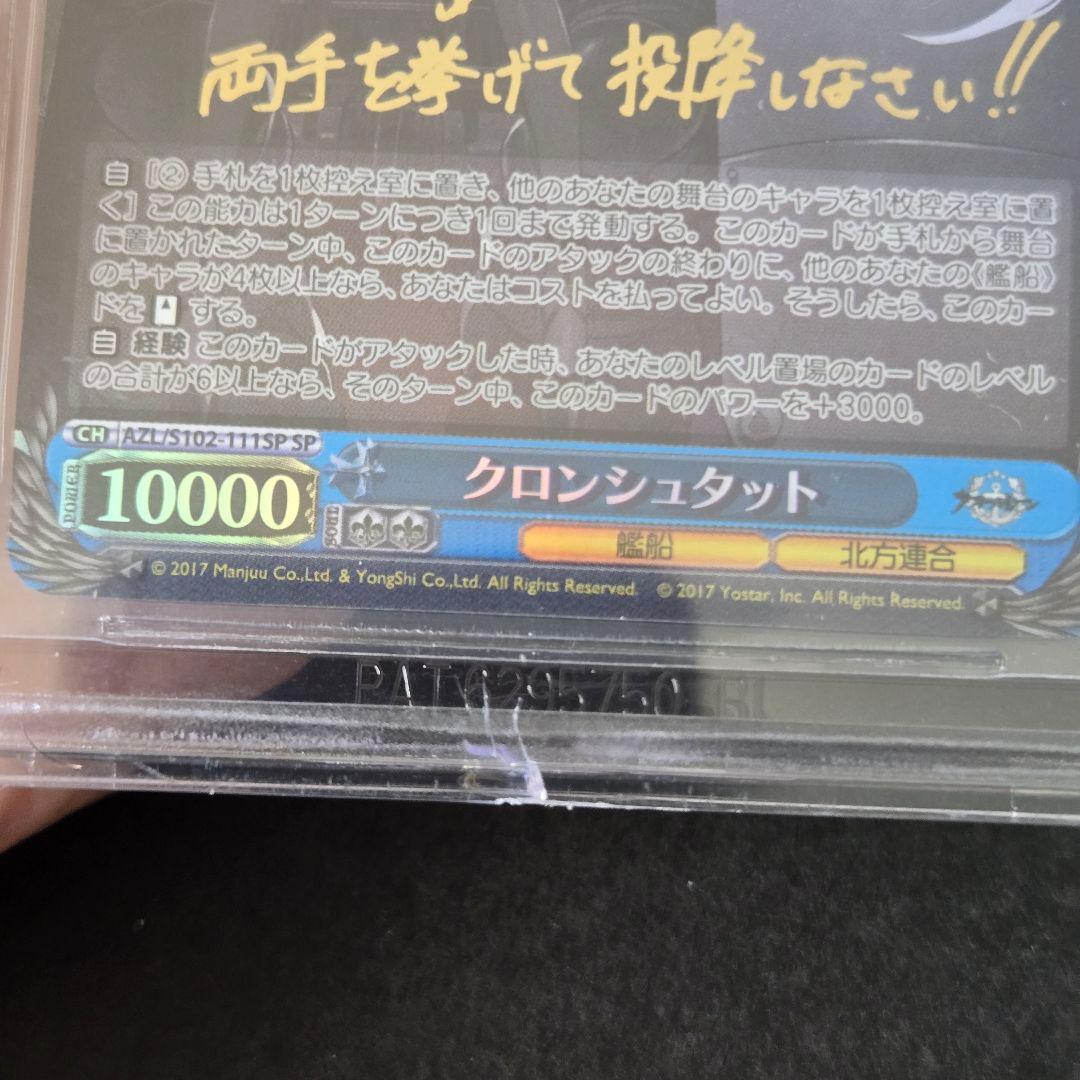 両手を挙げて投降しなさい!!
自 [② 手札を1枚控え室に置き、他のあなたの舞台のキャラを1枚控え室に置
く] この能力は1ターンにつき1回まで発動する。このカードが手札から舞台
に置かれたターン中、このカードのアタックの終わりに、他のあなたの《艦船》
のキャラが4枚以上なら、あなたはコストを払ってよい。そうしたら、このカー
ドを する。
自 経験 このカードがアタックした時、あなたのレベル置場のカードのレベル
の合計が6以上なら、そのターン中、このカードのパワーを+3000。
CH AZL/S102-111SP SP
POWER 10000 クロンシュタット
SOUL 艦船 北方連合
© 2017 Manjuu Co.,Ltd. & YongShi Co.,Ltd. All Rights Reserved. © 2017 Yostar, Inc. All Rights Reserved.
PAT 6295750 B1